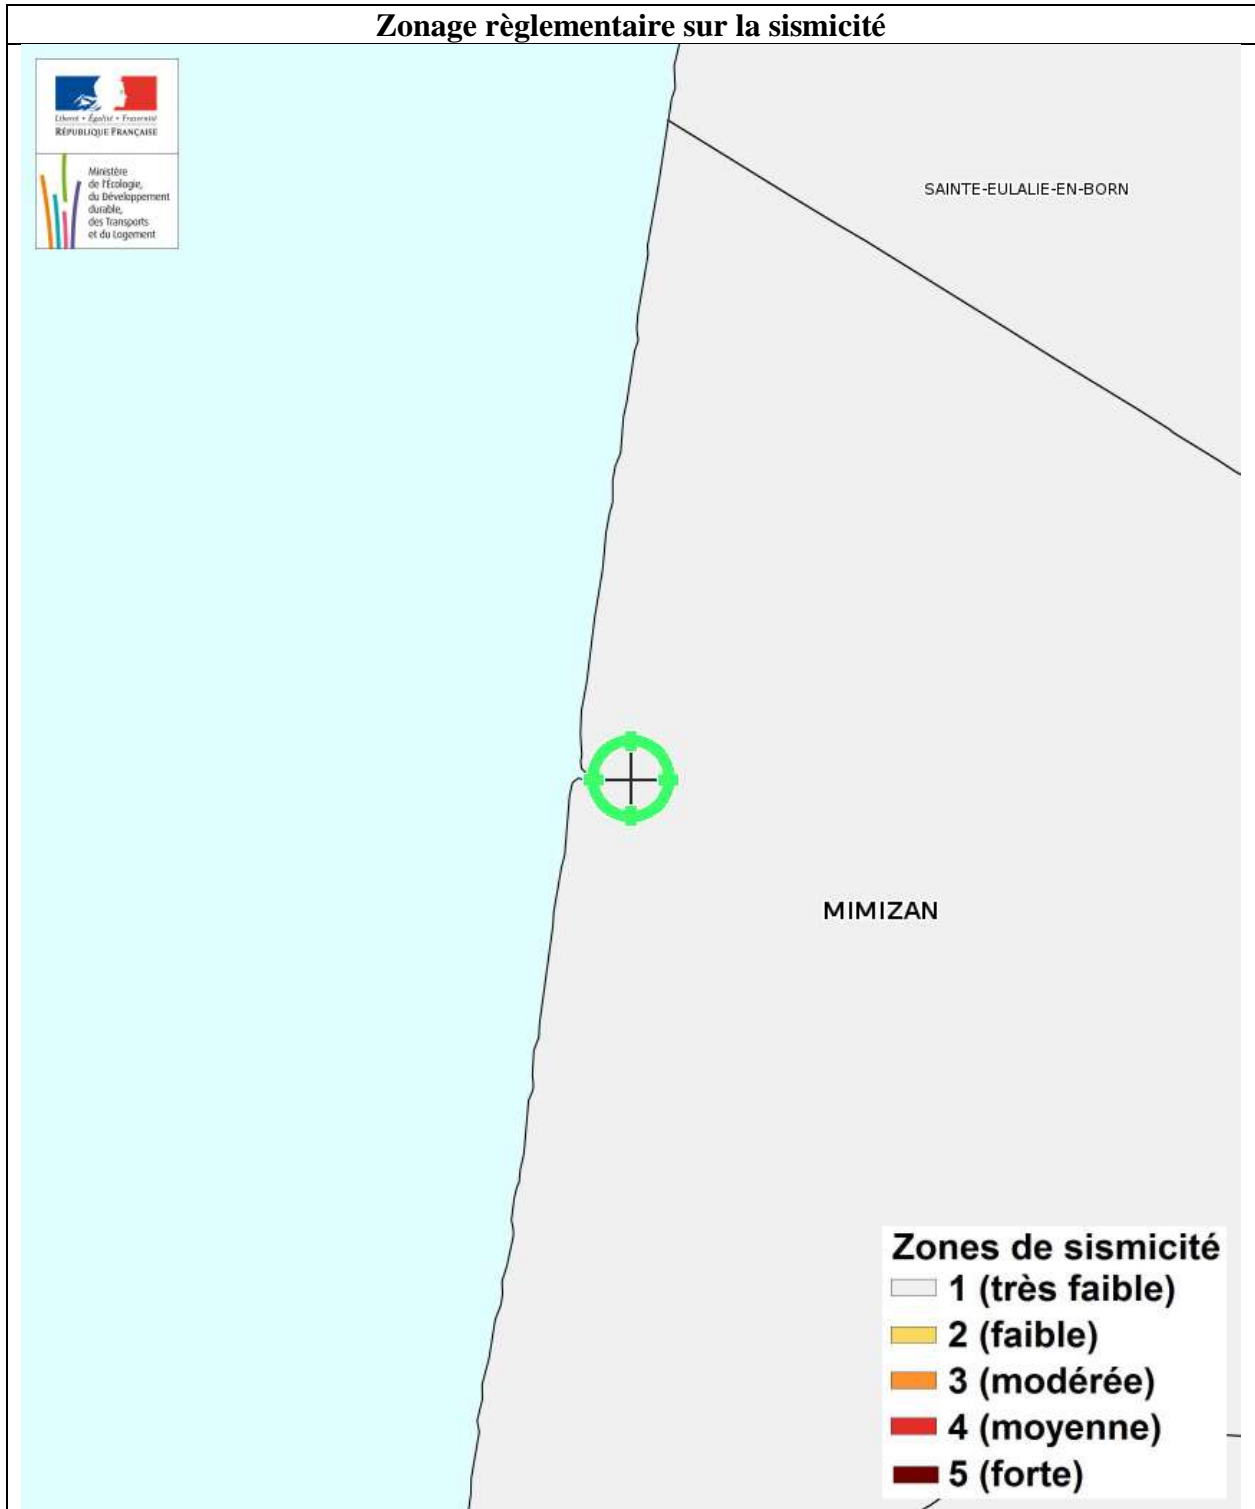 Zonage règlementaire sur la sismicité
Liberté • Égalité • Fraternité
RÉPUBLIQUE FRANÇAISE
Ministère
de l'Écologie,
du Développement
durable,
des Transports
et du Logement
SAINTE-EULALIE-EN-BORN
MIMIZAN
Zones de sismicité
1 (très faible)
2 (faible)
3 (modérée)
4 (moyenne)
5 (forte)